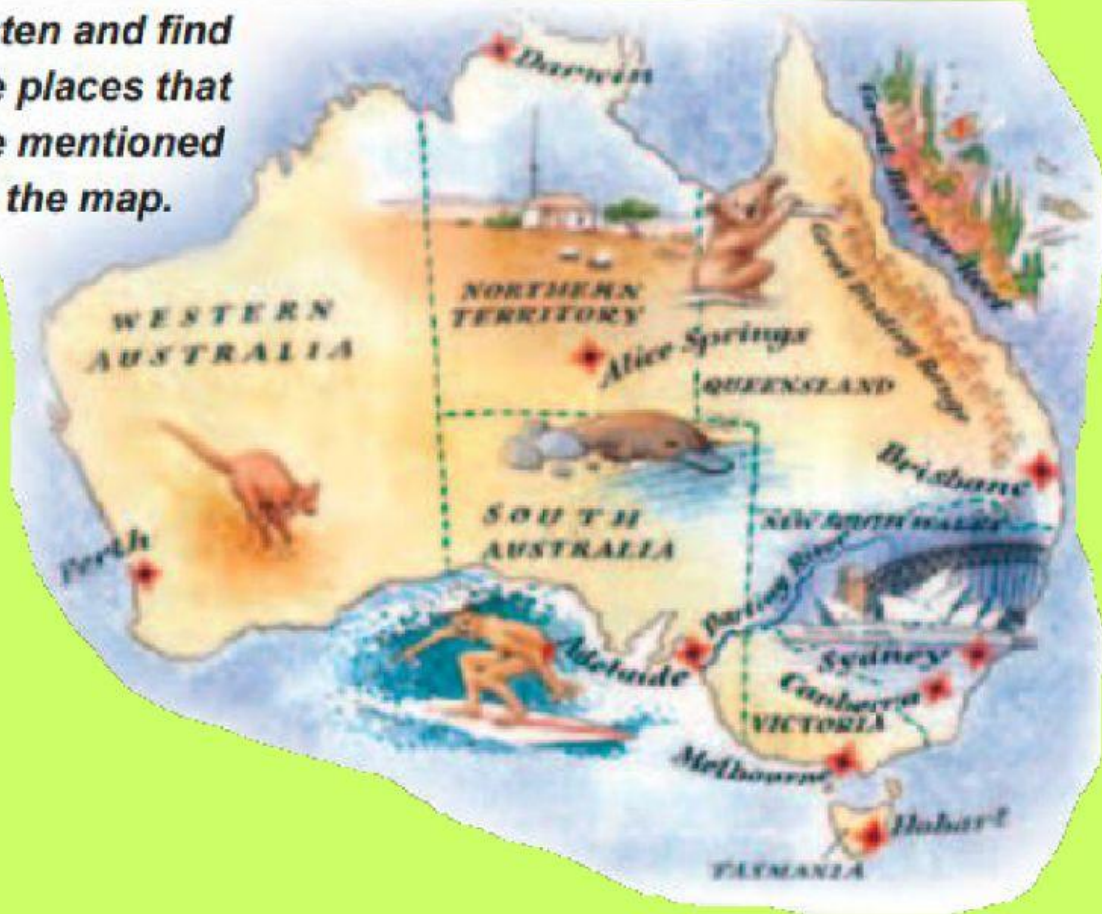 ten and find
e places that
e mentioned
the map.
Darwin
Great Barrier Reef
Great Dividing Range
NORTHERN
TERRITORY
WESTERN
AUSTRALIA
Alice Springs
QUEENSLAND
Brisbane
SOUTH
AUSTRALIA
NEW SOUTH WALES
Perth
Darling River
Adelaide
Sydney
Canberra
VICTORIA
Melbourne
Hobart
TASMANIA